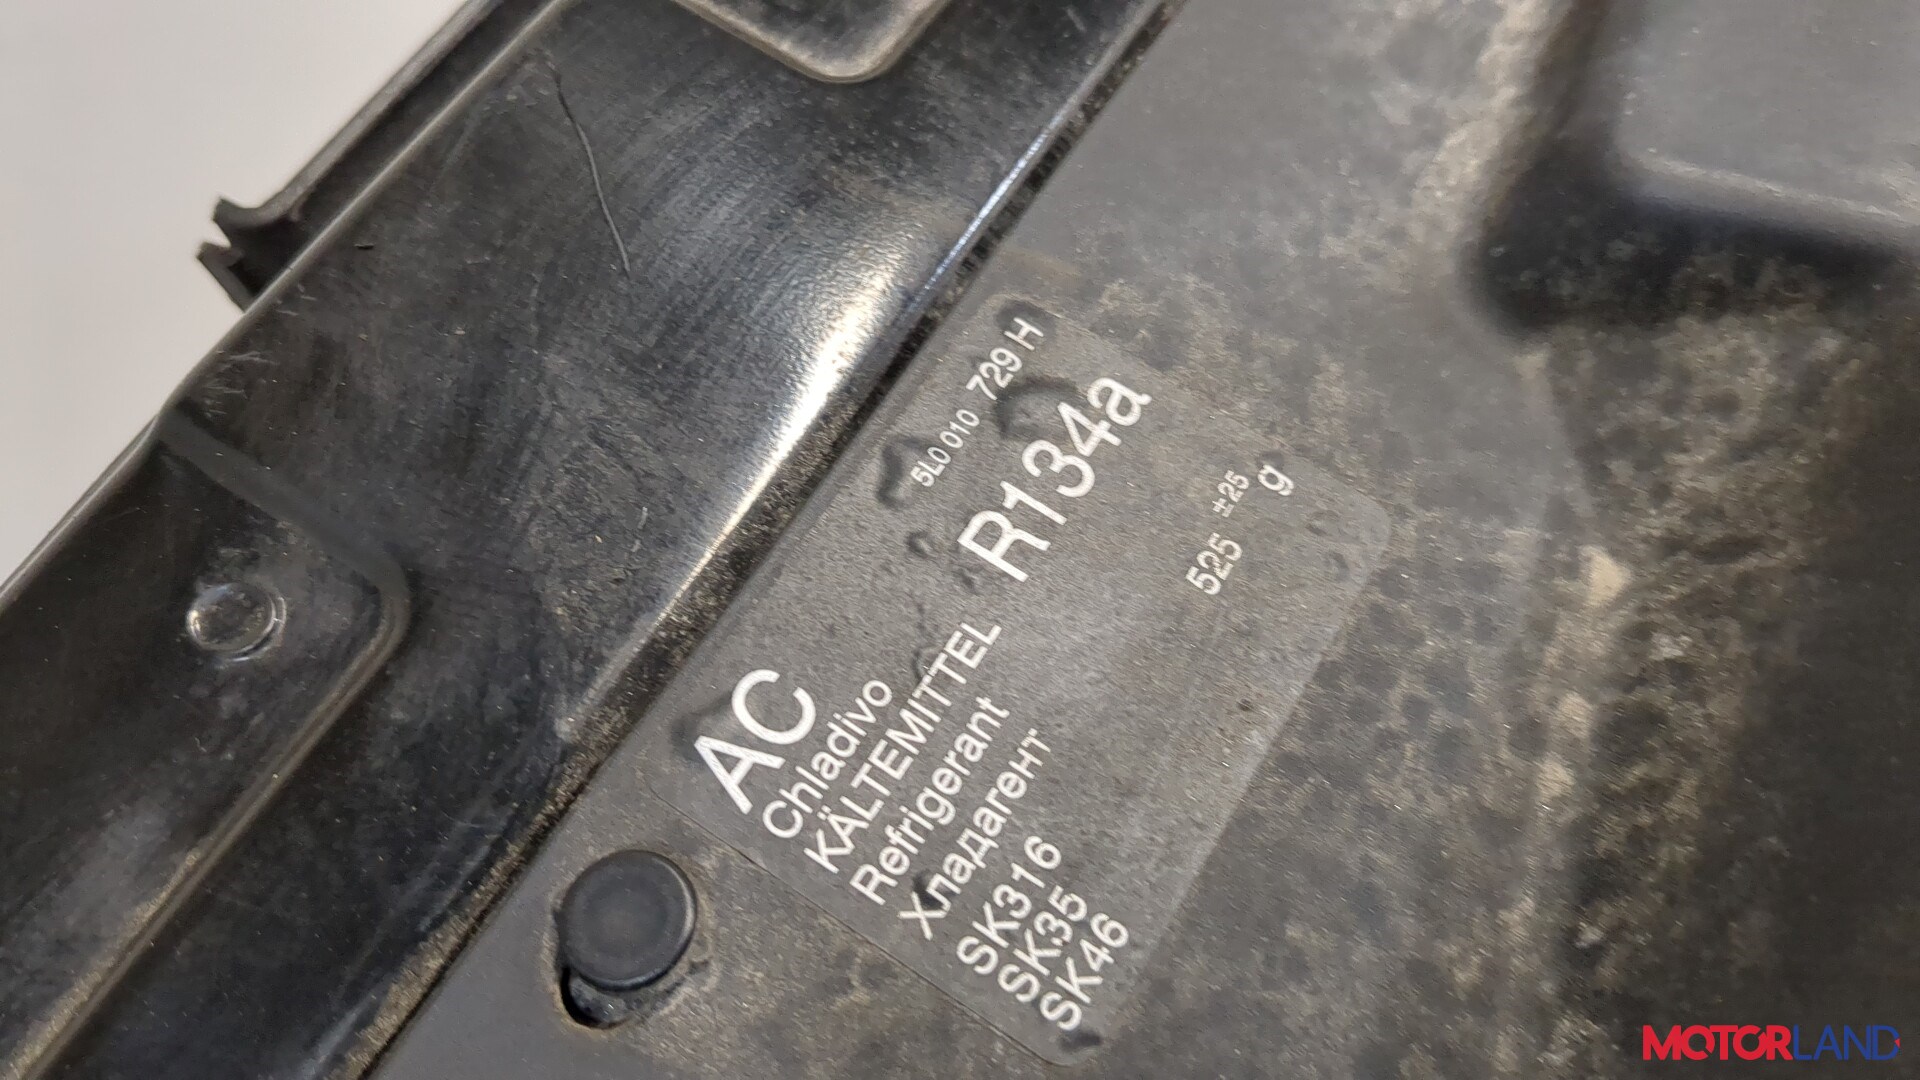 5L0 010 729 H
AC
R134a
Chladivo
KÄLTEMITTEL
525 ±25 g
Refrigerant
Хладагент
SK316
SK35
SK46
MOTORLAND